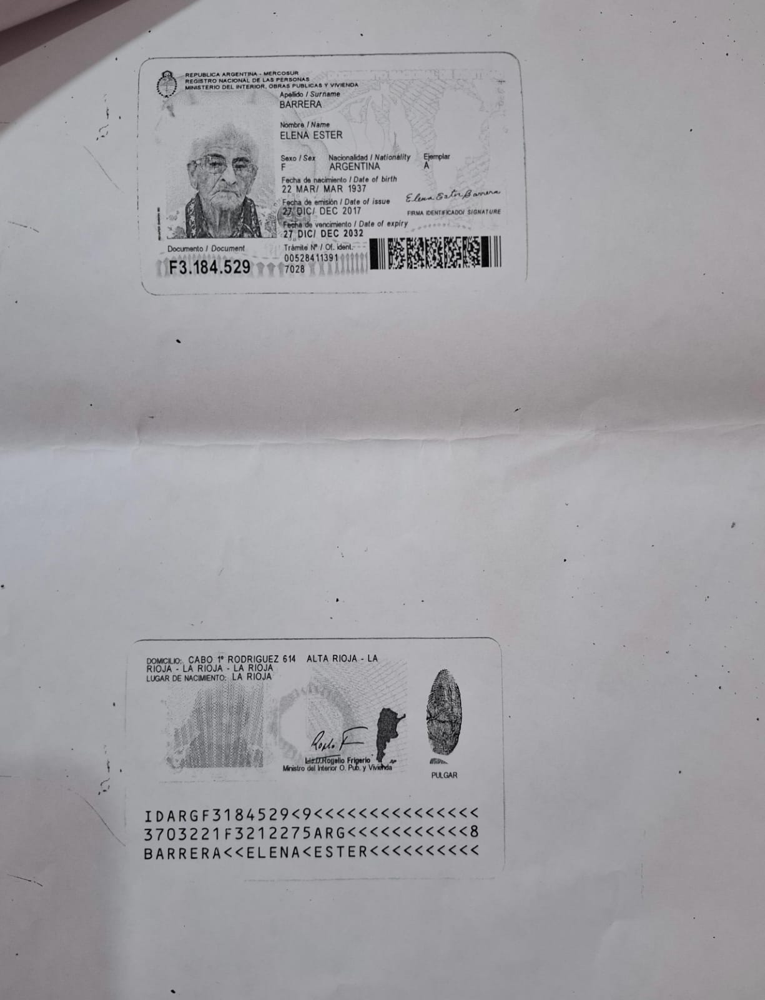 REPUBLICA ARGENTINA - MERCOSUR
REGISTRO NACIONAL DE LAS PERSONAS
MINISTERIO DEL INTERIOR, OBRAS PUBLICAS Y VIVIENDA
Apellido / Surname
BARRERA
Nombre / Name
ELENA ESTER
Sexo / Sex Nacionalidad / Nationality Ejemplar
F ARGENTINA A
Fecha de nacimiento / Date of birth
22 MAR/ MAR 1937
Fecha de emisión / Date of issue
27 DIC/ DEC 2017
Elena Ester Barrera
FIRMA IDENTIFICADO/ SIGNATURE
Fecha de vencimiento / Date of expiry
27 DIC/ DEC 2032
Documento / Document
F3.184.529
Trámite Nº / Of. ident.
00528411391
7028
DOMICILIO: CABO 1º RODRIGUEZ 614 ALTA RIOJA - LA
RIOJA - LA RIOJA - LA RIOJA
LUGAR DE NACIMIENTO: LA RIOJA
Rogelio Frigerio
Ministro del Interior O. Pub. y Vivienda
PULGAR
IDARGF3184529<9<<<<<<<<<<<<<<<
3703221F3212275ARG<<<<<<<<<<<8
BARRERA<<ELENA<ESTER<<<<<<<<<<